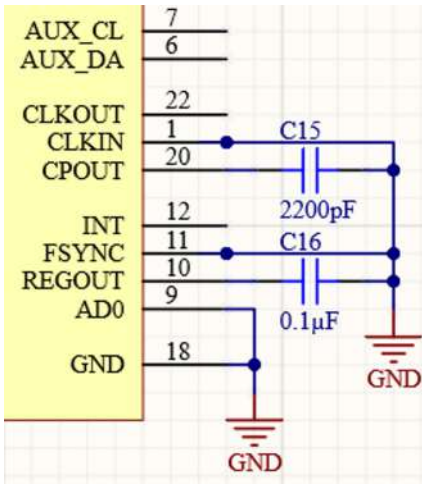 AUX_CL 7
AUX_DA 6
CLKOUT 22
CLKIN 1 C15
CPOUT 20
2200pF
INT 12
FSYNC 11 C16
REGOUT 10
AD0 9 0.1µF
GND 18
GND
GND